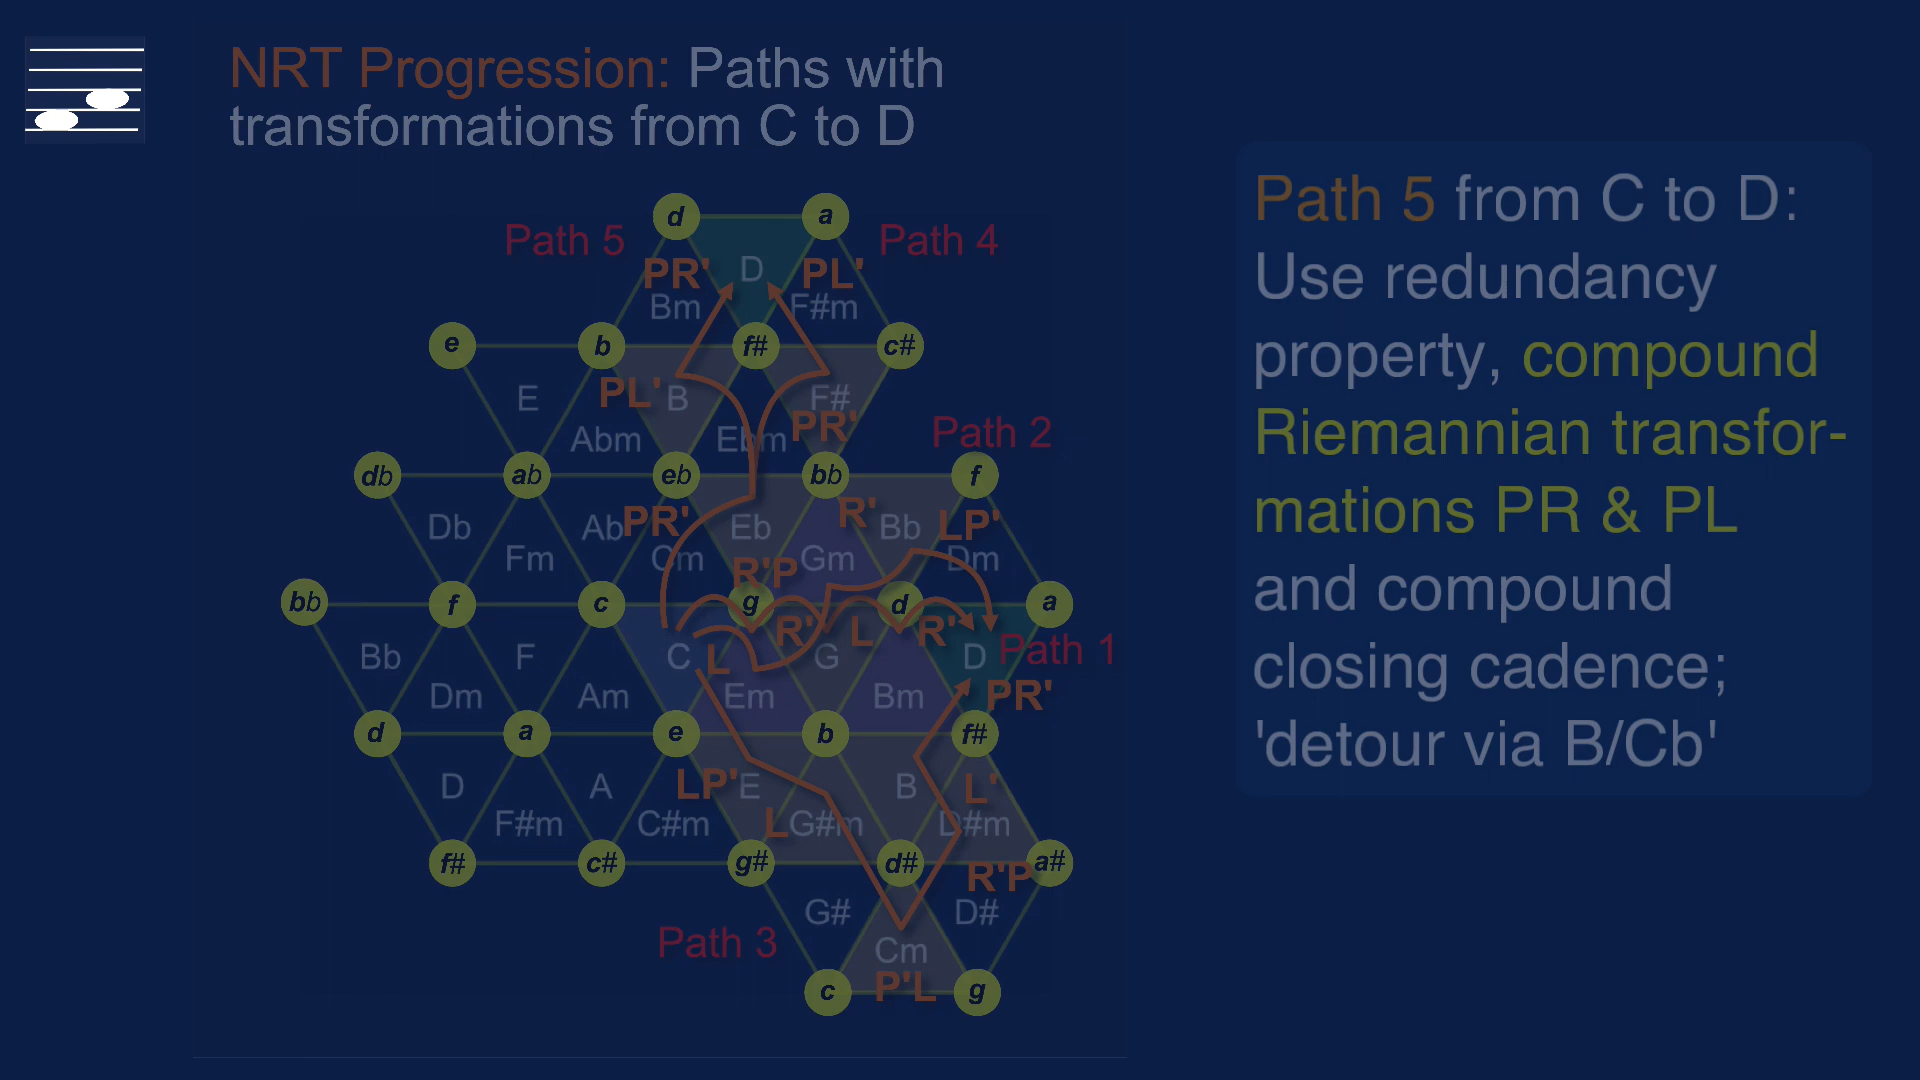 NRT Progression: Paths with
transformations from C to D
Path 5 from C to D:
Use redundancy
property, compound
Riemannian transfor-
mations PR & PL
and compound
closing cadence;
'detour via B/Cb'
d a
Path 5 Path 4
PR' D PL'
Bm F#m
e b f# c#
E PL' B F#
Abm Ebm PR'
Path 2
db ab eb bb f
Db Ab PR' Eb R' Bb LP'
Fm Cm R'P Gm Dm
bb f c g d a
R' L R'
Bb F C L G D Path 1
Dm Am Em Bm PR'
d a e b f#
D A LP' E B L'
F#m C#m L G#m D#m
f# c# g# d# a#
R'P
G# D#
Path 3 Cm
c P'L g